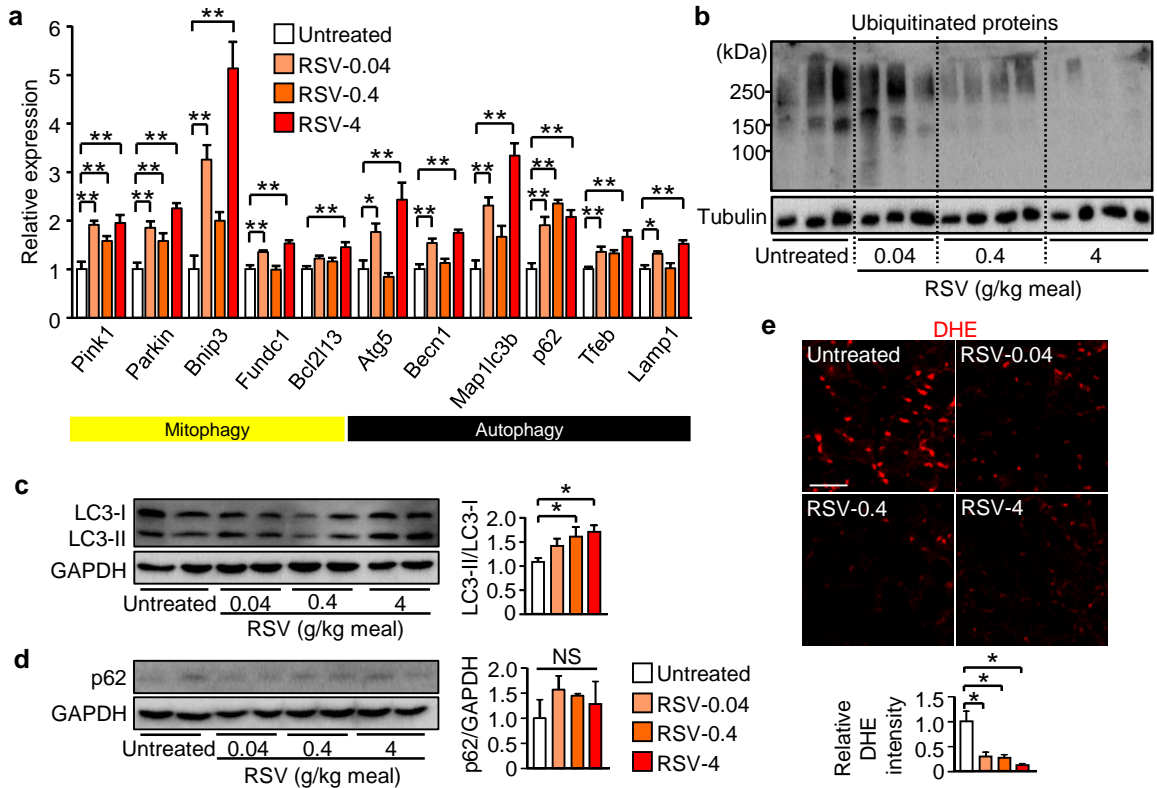 a
Relative expression
6
5
4
3
2
1
0
Untreated
RSV-0.04
RSV-0.4
RSV-4
** ** **
** ** **
** **
** **
**
* **
** **
** **
** ** **
** **
* **
Pink1 Parkin Bnip3 Fundc1 Bcl2l13 Atg5 Becn1 Map1lc3b p62 Tfeb Lamp1
Mitophagy Autophagy
b
Ubiquitinated proteins
(kDa)
250
150
100
Tubulin
Untreated 0.04 0.4 4
RSV (g/kg meal)
c
LC3-I
LC3-II
GAPDH
Untreated 0.04 0.4 4
RSV (g/kg meal)
LC3-II/LC3-I
2.0
1.5
1.0
0.5
0
*
*
d
p62
GAPDH
Untreated 0.04 0.4 4
RSV (g/kg meal)
p62/GAPDH
2.0
1.5
1.0
0.5
0
NS
Untreated
RSV-0.04
RSV-0.4
RSV-4
e
DHE
Untreated RSV-0.04
RSV-0.4 RSV-4
Relative
DHE
intensity
1.5
1.0
0.5
0
*
*
*